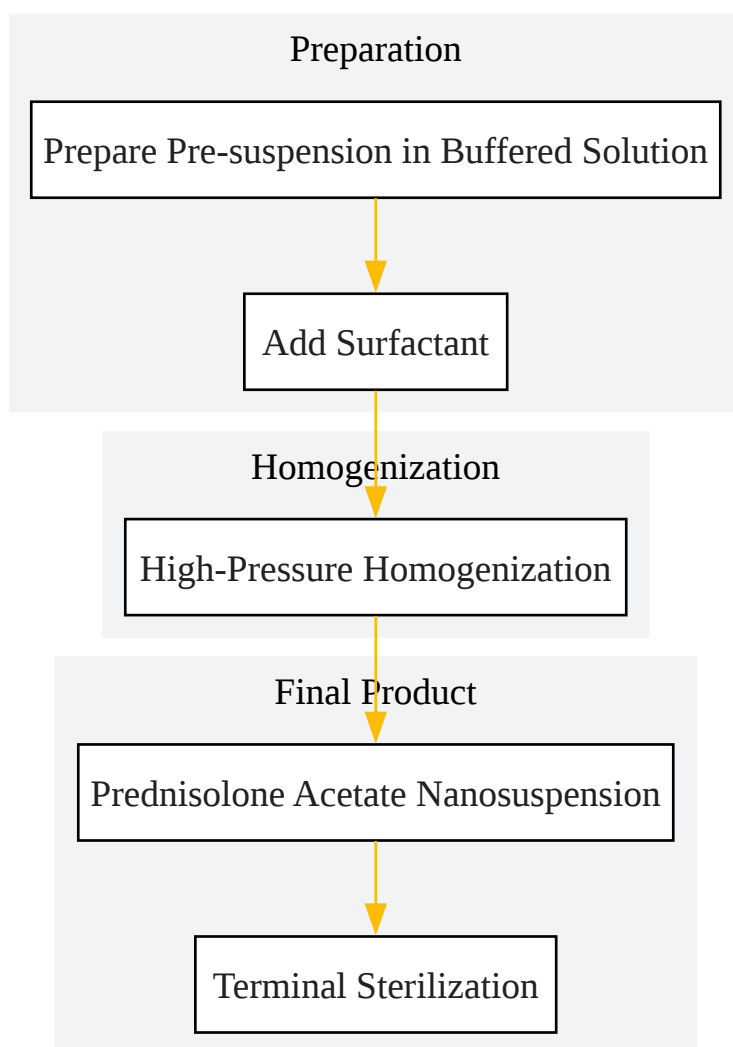 Preparation
Prepare Pre-suspension in Buffered Solution
Add Surfactant
Homogenization
High-Pressure Homogenization
Final Product
Prednisolone Acetate Nanosuspension
Terminal Sterilization